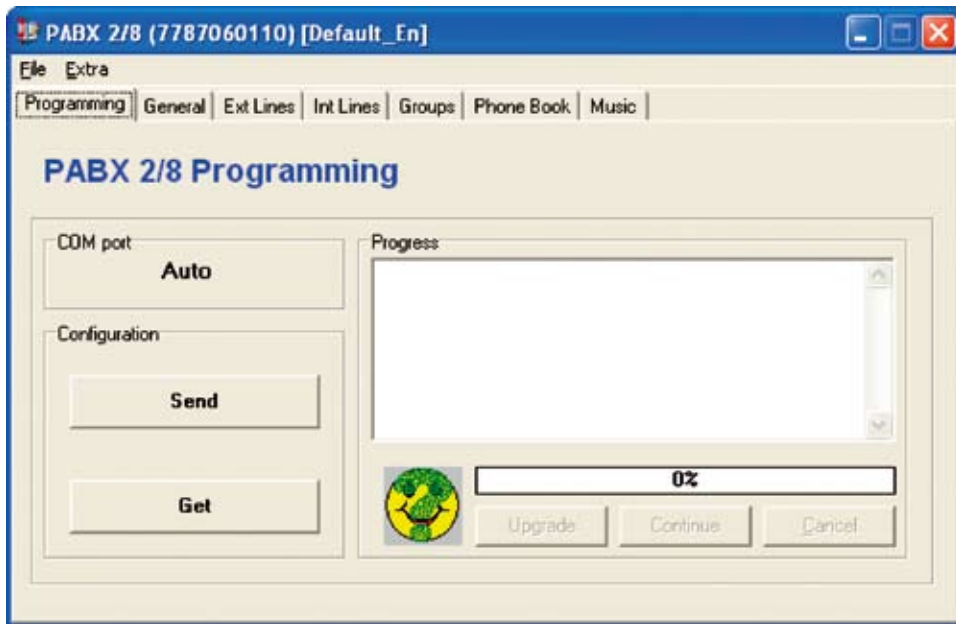 PABX 2/8 (7787060110) [Default_En]
File Extra
Programming General Ext Lines Int Lines Groups Phone Book Music
PABX 2/8 Programming
COM port
Auto
Configuration
Send
Get
Progress
0%
Upgrade Continue Cancel